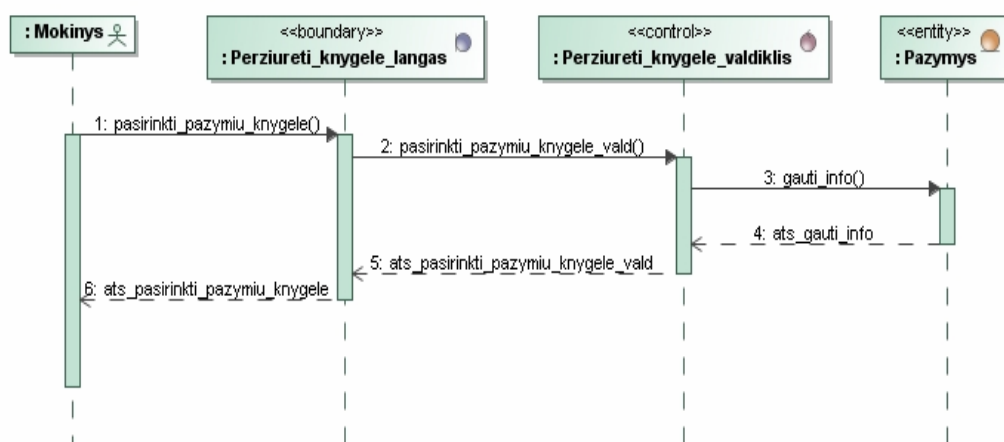 : Mokinys
<<boundary>>
: Perziureti_knygele_langas
<<control>>
: Perziureti_knygele_valdiklis
<<entity>>
: Pazymys
1: pasirinkti_pazymiu_knygele()
2: pasirinkti_pazymiu_knygele_vald()
3: gauti_info()
4: ats_gauti_info
5: ats_pasirinkti_pazymiu_knygele_vald
6: ats_pasirinkti_pazymiu_knygele